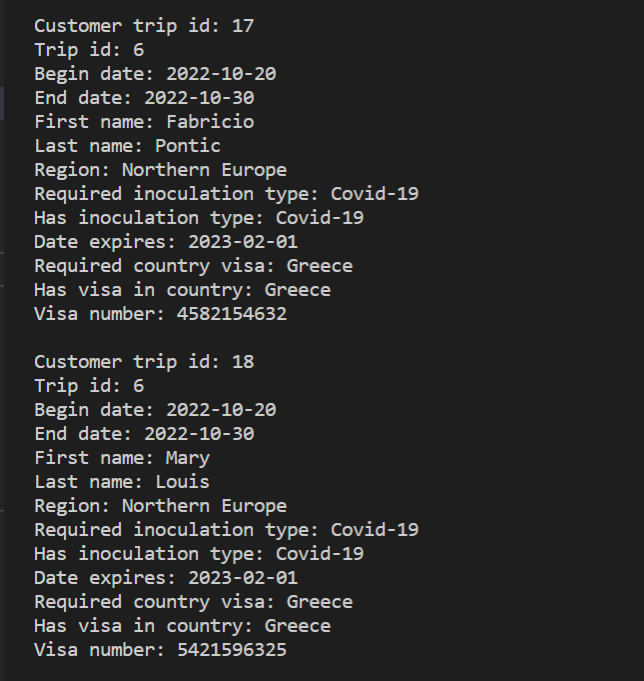 Customer trip id: 17
Trip id: 6
Begin date: 2022-10-20
End date: 2022-10-30
First name: Fabricio
Last name: Pontic
Region: Northern Europe
Required inoculation type: Covid-19
Has inoculation type: Covid-19
Date expires: 2023-02-01
Required country visa: Greece
Has visa in country: Greece
Visa number: 4582154632

Customer trip id: 18
Trip id: 6
Begin date: 2022-10-20
End date: 2022-10-30
First name: Mary
Last name: Louis
Region: Northern Europe
Required inoculation type: Covid-19
Has inoculation type: Covid-19
Date expires: 2023-02-01
Required country visa: Greece
Has visa in country: Greece
Visa number: 5421596325